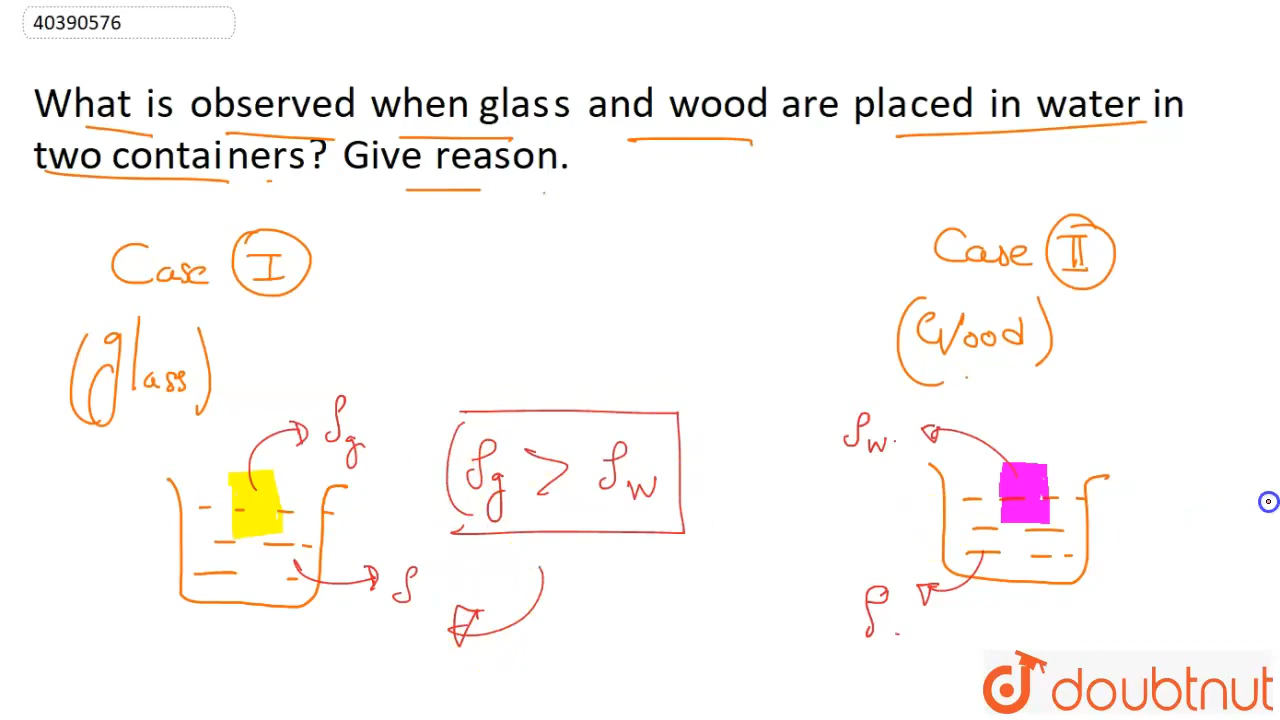 40390576
What is observed when glass and wood are placed in water in
two containers? Give reason.
Case I
Case II
(glass)
(Wood)
ρg
ρg > ρw
ρw.
ρ
ρ.
doubtnut